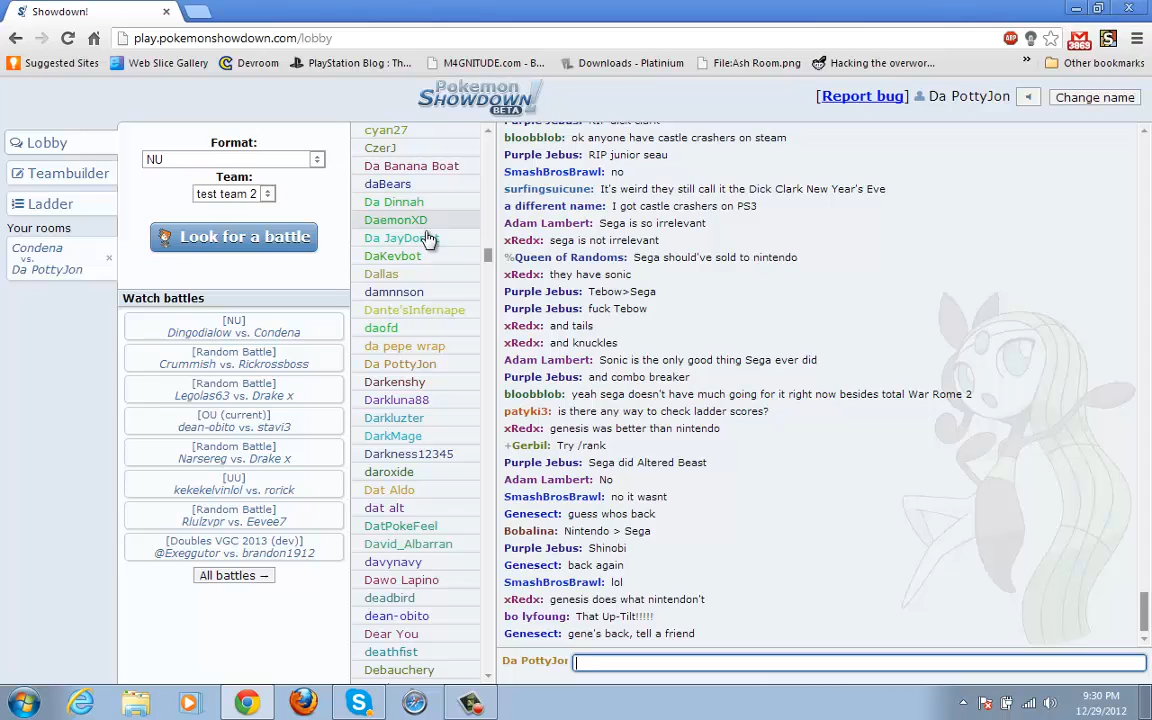 Showdown!
play.pokemonshowdown.com/lobby
3869
Suggested Sites
Web Slice Gallery
Devroom
PlayStation Blog : Th...
M4GNITUDE.com - B...
Downloads - Platinium
File:Ash Room.png
Hacking the overwor...
»
Other bookmarks
Pokemon
Showdown!
BETA
[Report bug]
Da PottyJon
Change name
Lobby
Teambuilder
Ladder
Your rooms
Condena
vs.
Da PottyJon
Format:
NU
Team:
test team 2
Look for a battle
Watch battles
[NU]
Dingodialow vs. Condena
[Random Battle]
Crummish vs. Rickrossboss
[Random Battle]
Legolas63 vs. Drake x
[OU (current)]
dean-obito vs. stavi3
[Random Battle]
Narsereg vs. Drake x
[UU]
kekekelvinlol vs. rorick
[Random Battle]
Rlulzvpr vs. Eevee7
[Doubles VGC 2013 (dev)]
@Exeggutor vs. brandon1912
All battles →
cyan27
CzerJ
Da Banana Boat
daBears
Da Dinnah
DaemonXD
Da JayDo
DaKevbot
Dallas
damnnson
Dante'sInfernape
daofd
da pepe wrap
Da PottyJon
Darkenshy
Darkluna88
Darkluzter
DarkMage
Darkness12345
daroxide
Dat Aldo
dat alt
DatPokeFeel
David_Albarran
davynavy
Dawo Lapino
deadbird
dean-obito
Dear You
deathfist
Debauchery
Purple Jebus: RIP dick clark
bloobblob: ok anyone have castle crashers on steam
Purple Jebus: RIP junior seau
SmashBrosBrawl: no
surfingsuicune: It's weird they still call it the Dick Clark New Year's Eve
a different name: I got castle crashers on PS3
Adam Lambert: Sega is so irrelevant
xRedx: sega is not irrelevant
%Queen of Randoms: Sega should've sold to nintendo
xRedx: they have sonic
Purple Jebus: Tebow>Sega
Purple Jebus: fuck Tebow
xRedx: and tails
xRedx: and knuckles
Adam Lambert: Sonic is the only good thing Sega ever did
Purple Jebus: and combo breaker
bloobblob: yeah sega doesn't have much going for it right now besides total War Rome 2
patyki3: is there any way to check ladder scores?
xRedx: genesis was better than nintendo
+Gerbil: Try /rank
Purple Jebus: Sega did Altered Beast
Adam Lambert: No
SmashBrosBrawl: no it wasnt
Genesect: guess whos back
Bobalina: Nintendo > Sega
Purple Jebus: Shinobi
Genesect: back again
SmashBrosBrawl: lol
xRedx: genesis does what nintendon't
bo lyfoung: That Up-Tilt!!!!!
Genesect: gene's back, tell a friend
Da PottyJon
9:30 PM
12/29/2012